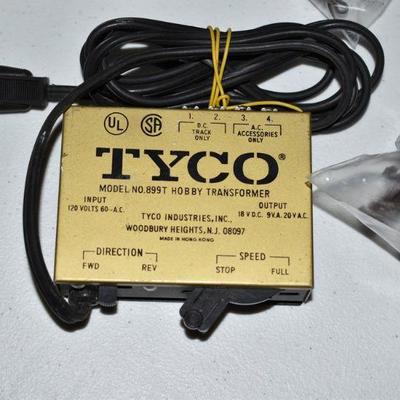 UL SA
1. 2. 3. 4.
D.C. A.C.
TRACK ACCESSORIES
ONLY ONLY
TYCO®
MODEL NO. 899T HOBBY TRANSFORMER
INPUT OUTPUT
120 VOLTS 60~A.C. 18 V D.C. 9 V.A. 20 V A.C.
TYCO INDUSTRIES, INC.,
WOODBURY HEIGHTS, N.J. 08097
MADE IN HONG KONG
DIRECTION SPEED
FWD REV STOP FULL